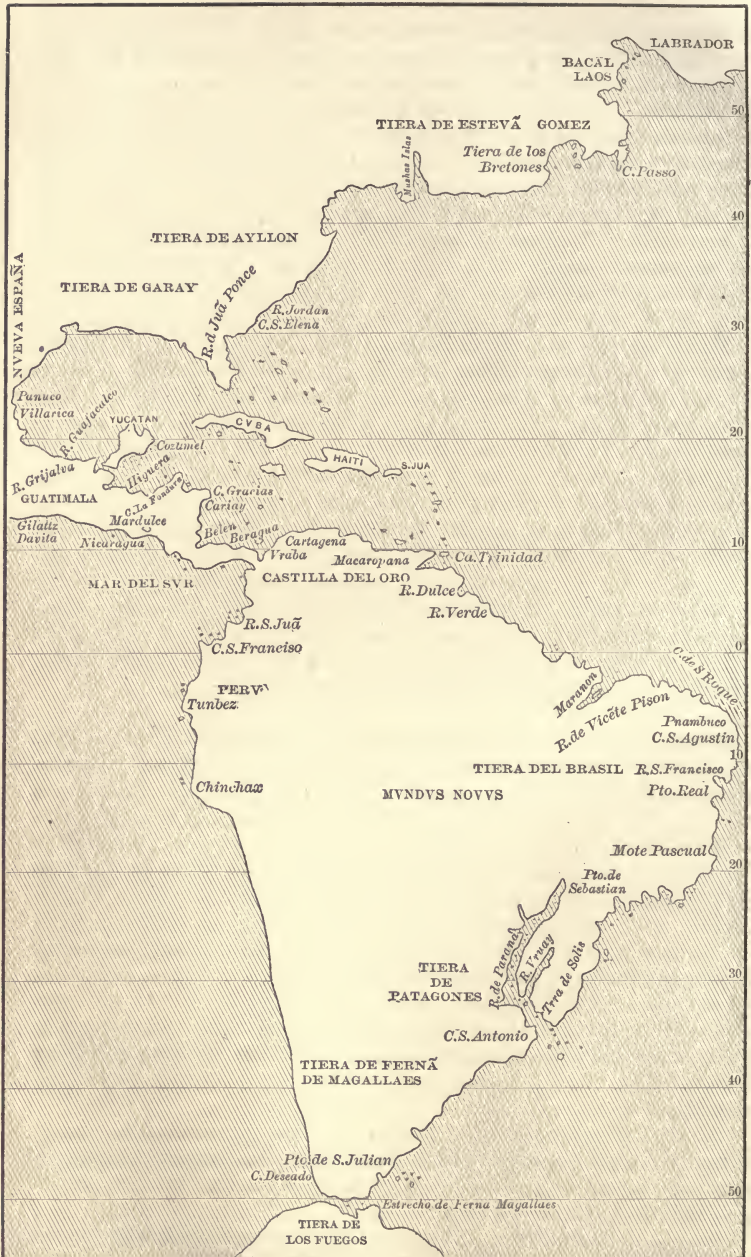 LABRADOR
BACAL
LAOS
50
TIERA DE ESTEVÃ GOMEZ
Mushas Islas
Tiera de los
Bretones
C. Passo
40
TIERA DE AYLLON
NVEVA ESPAÑA
TIERA DE GARAY
R. d Juã Ponce
R. Jordan
C.S. Elena
30
Panuco
Villarica
R. Guajaculco
YUCATAN
CVBA
20
Cozumel
HAITI
S. JUA
R. Grijalva
GUATIMALA
Higuera
C. La Fondura
C. Gracias
Cariay
Gilattz
Davita
Mardulce
Nicaragua
Belen
Beragua
Cartagena
Vraba
Macaropana
Ca. Trinidad
10
MAR DEL SVR
CASTILLA DEL ORO
R. Dulce
R. Verde
R.S. Juã
C.S. Franciso
0
C. de S Roque
Maranon
R. de Vicẽte Pison
PERV
Tunbez
Pnambuco
C.S. Agustin
10
TIERA DEL BRASIL
R.S. Francisco
Chinchax
MVNDVS NOVVS
Pto. Real
Mote Pascual
20
Pto. de
Sebastian
R. de Parana
R. Vruay
Trra de Solis
TIERA
DE
PATAGONES
30
C.S. Antonio
TIERA DE FERNÃ
DE MAGALLAES
40
Pto. de S. Julian
C. Deseado
50
Estrecho de Ferna Magallaes
TIERA DE
LOS FUEGOS